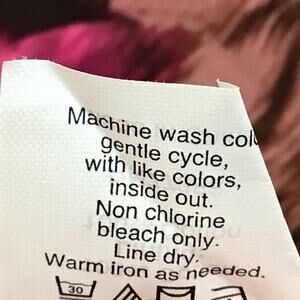 Machine wash col
gentle cycle,
with like colors,
inside out.
Non chlorine
bleach only.
Line dry.
Warm iron as needed.
30